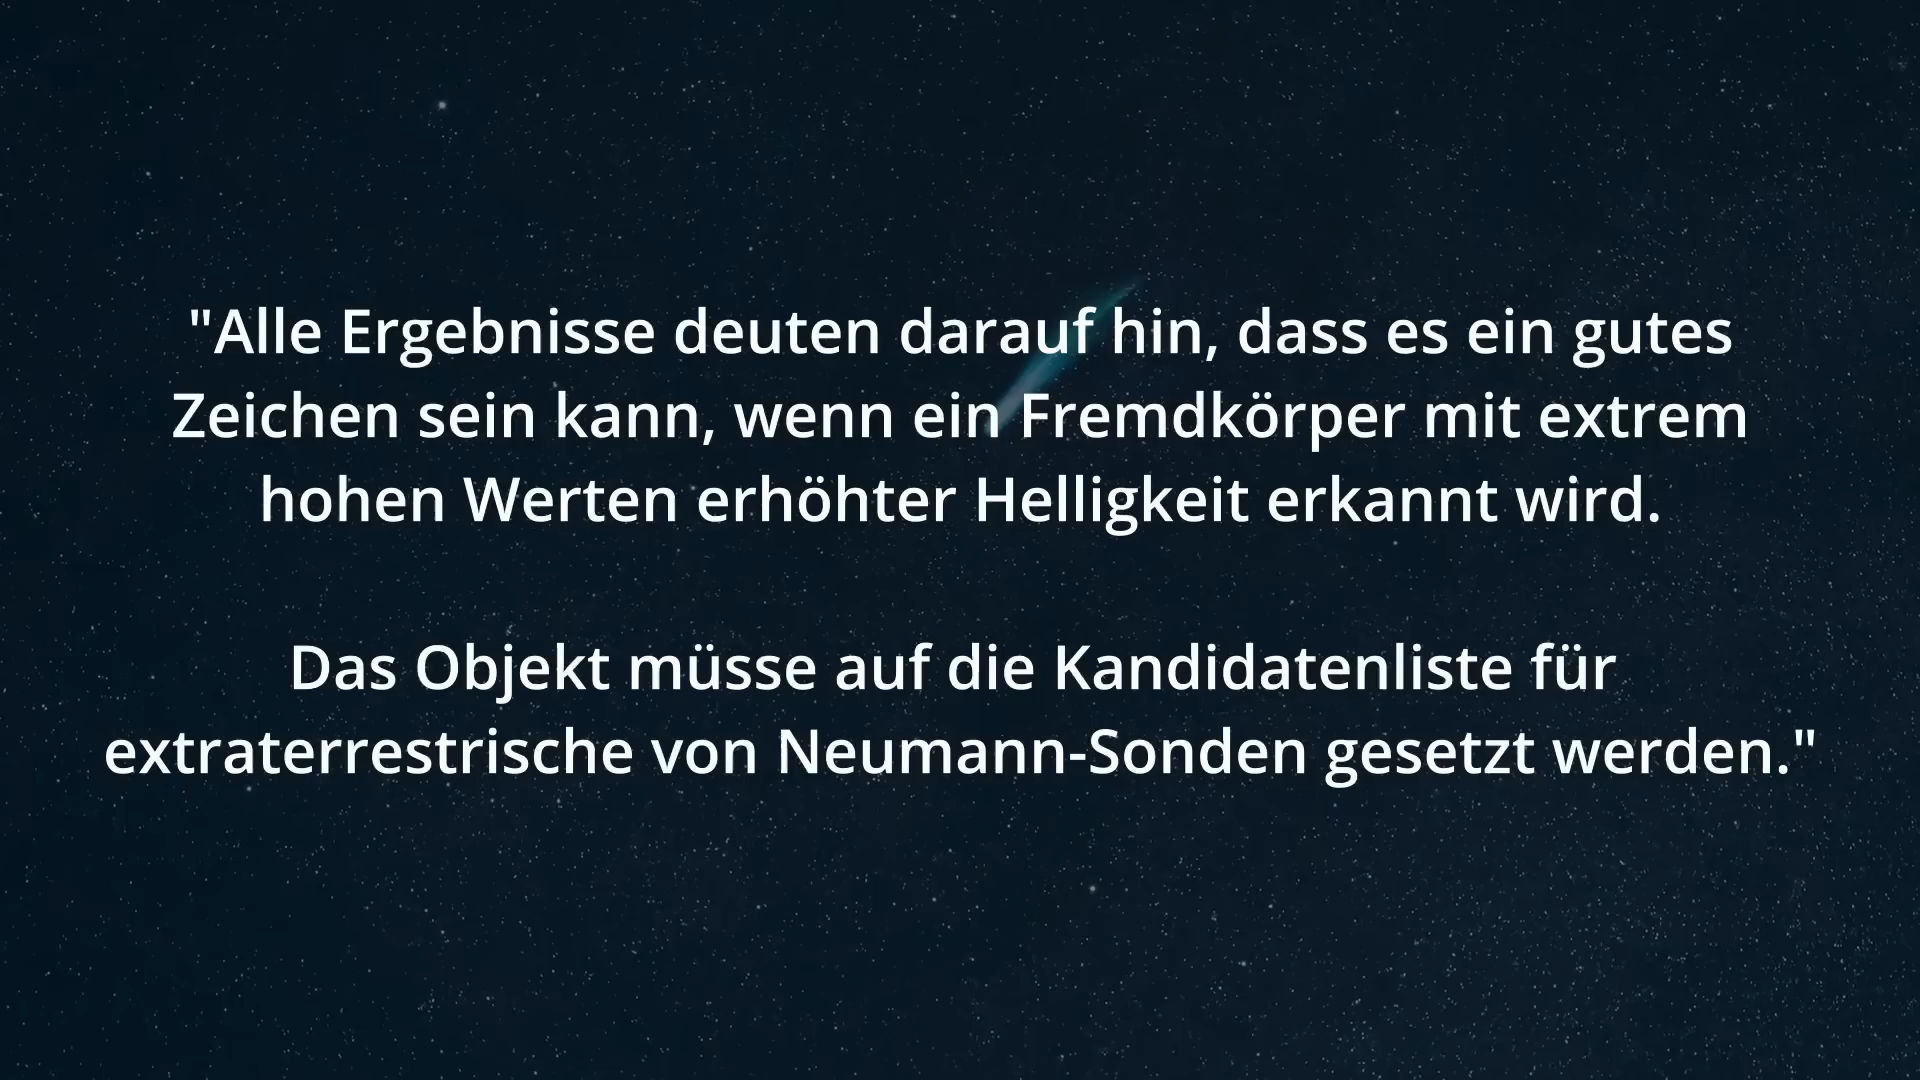 "Alle Ergebnisse deuten darauf hin, dass es ein gutes
Zeichen sein kann, wenn ein Fremdkörper mit extrem
hohen Werten erhöhter Helligkeit erkannt wird.
Das Objekt müsse auf die Kandidatenliste für
extraterrestrische von Neumann-Sonden gesetzt werden."